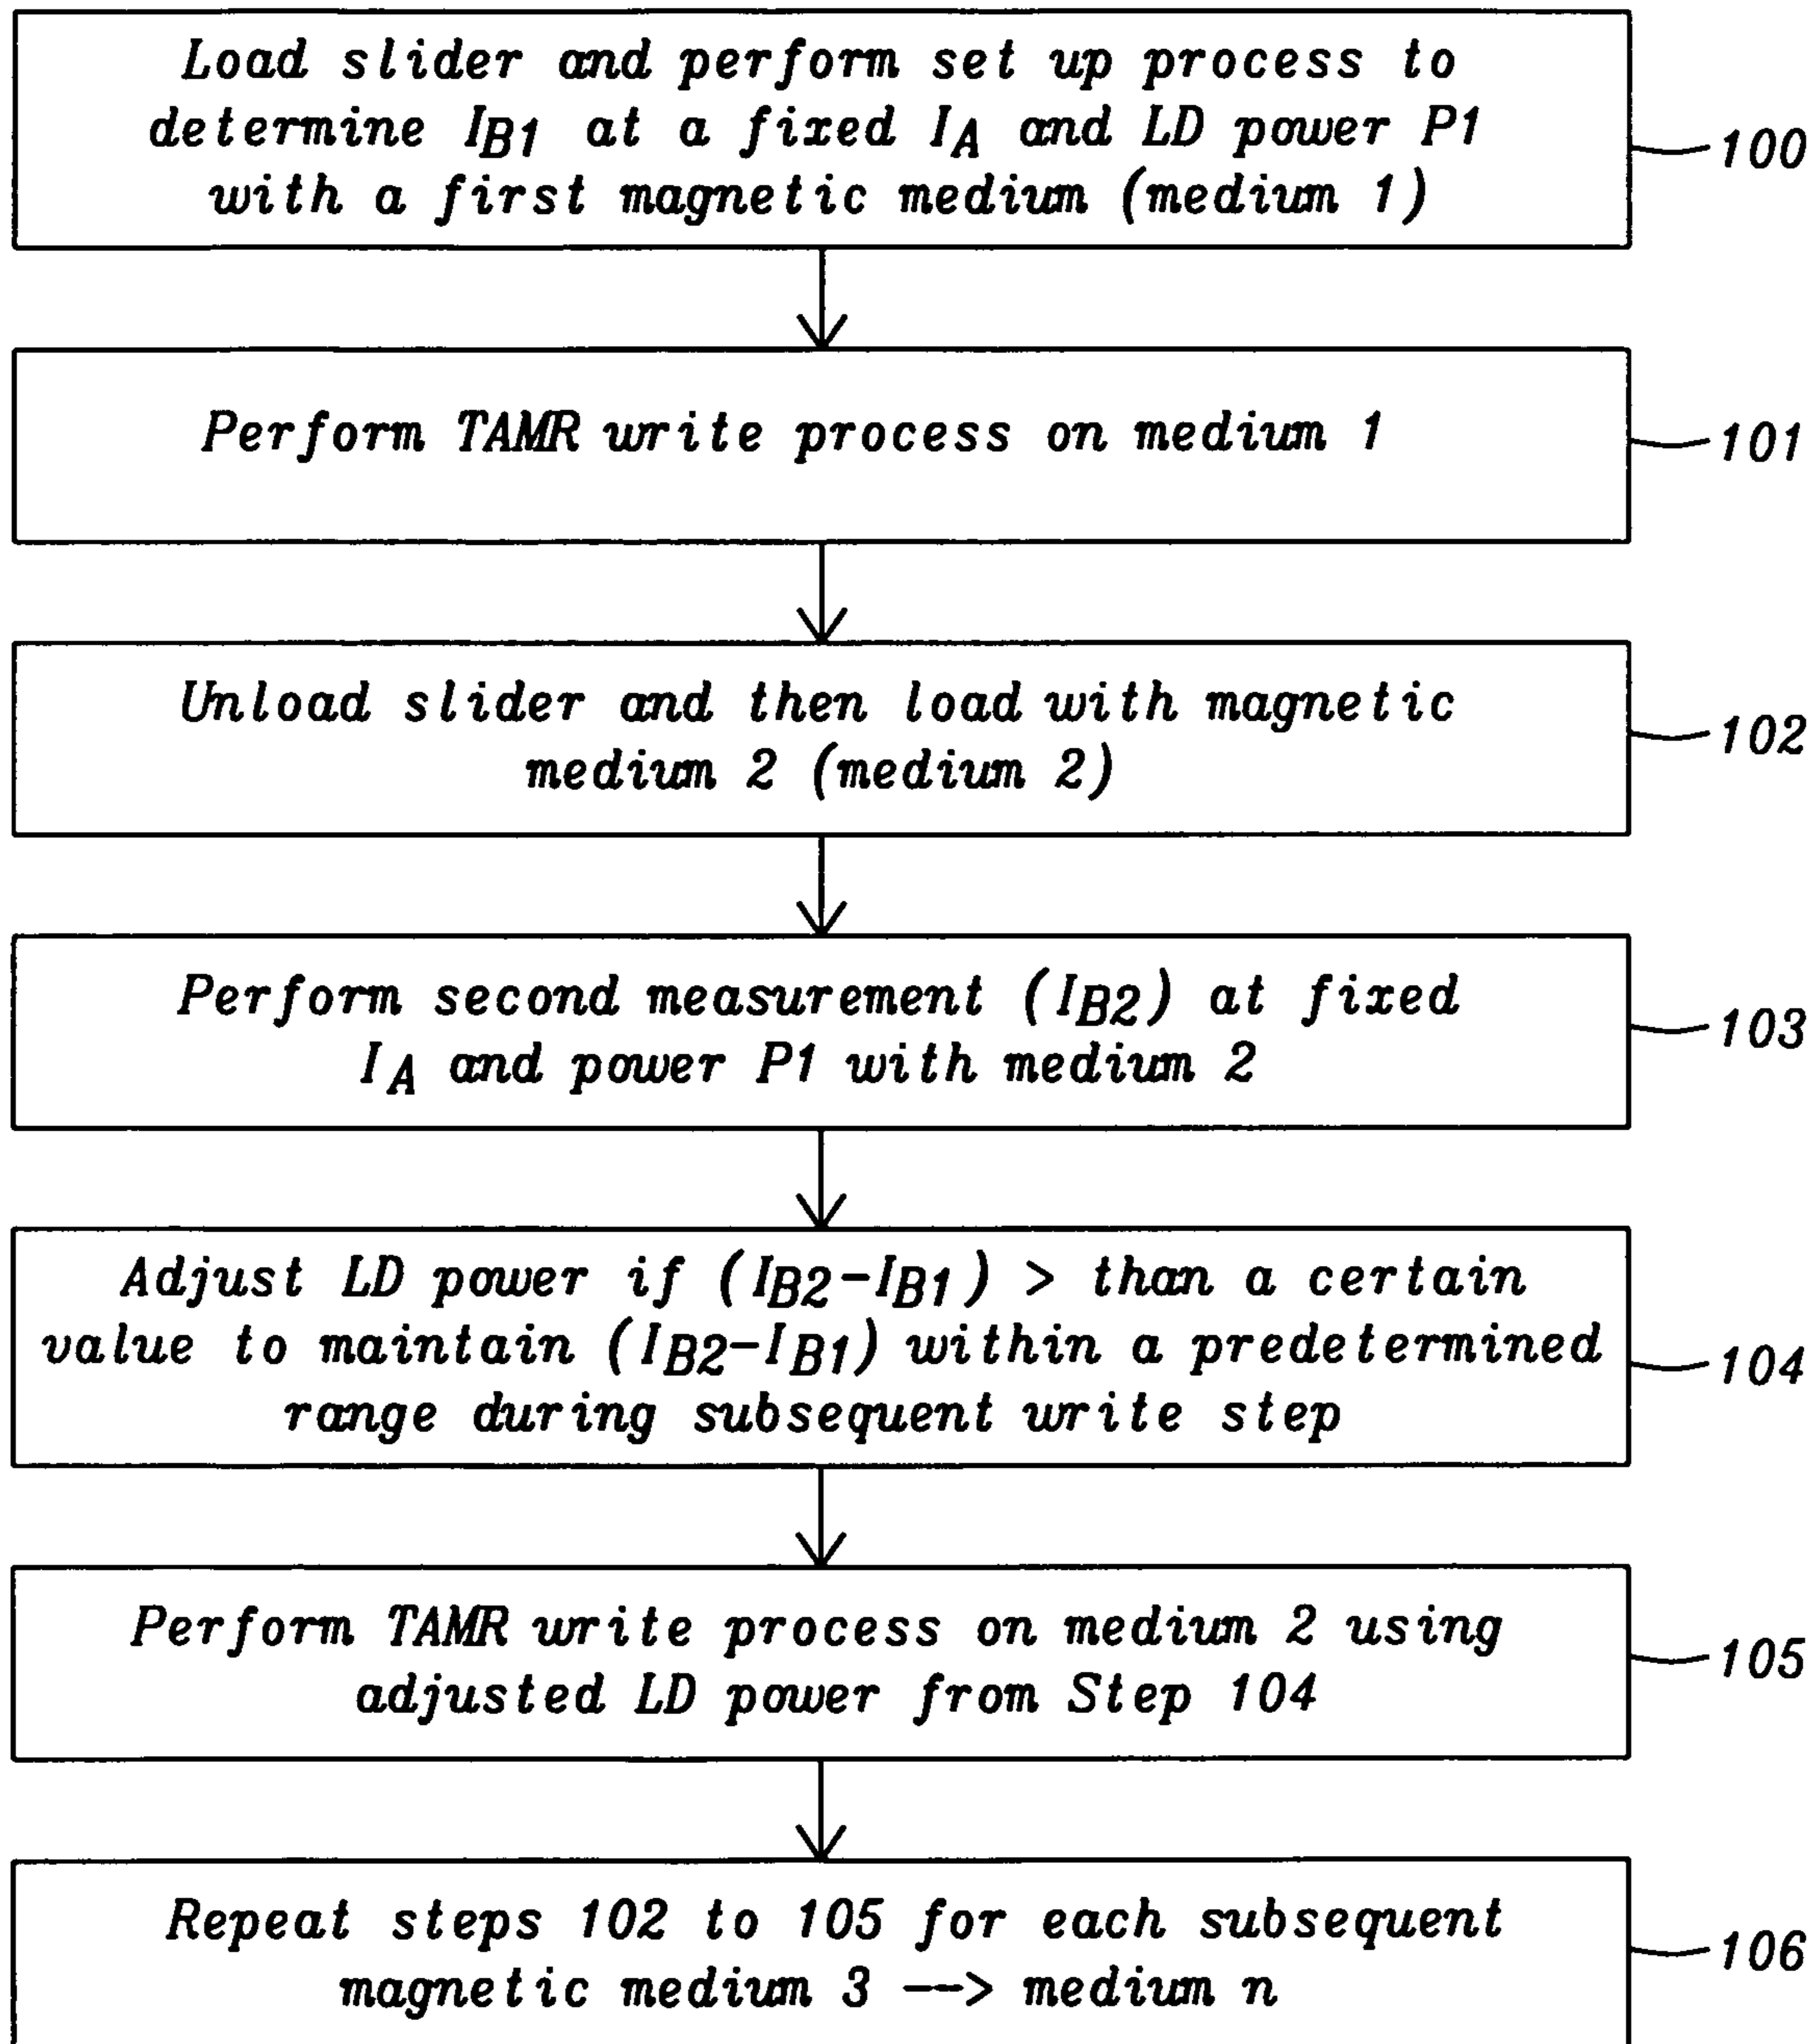 Load slider and perform set up process to
determine IB1 at a fixed IA and LD power P1
with a first magnetic medium (medium 1)
100
Perform TAMR write process on medium 1
101
Unload slider and then load with magnetic
medium 2 (medium 2)
102
Perform second measurement (IB2) at fixed
IA and power P1 with medium 2
103
Adjust LD power if (IB2-IB1) > than a certain
value to maintain (IB2-IB1) within a predetermined
range during subsequent write step
104
Perform TAMR write process on medium 2 using
adjusted LD power from Step 104
105
Repeat steps 102 to 105 for each subsequent
magnetic medium 3 --> medium n
106